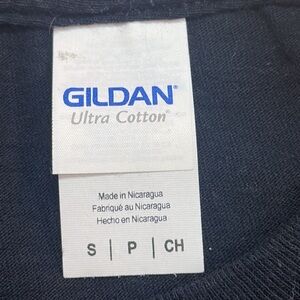 GILDAN®
Ultra Cotton®
Made in Nicaragua
Fabriqué au Nicaragua
Hecho en Nicaragua
S | P | CH